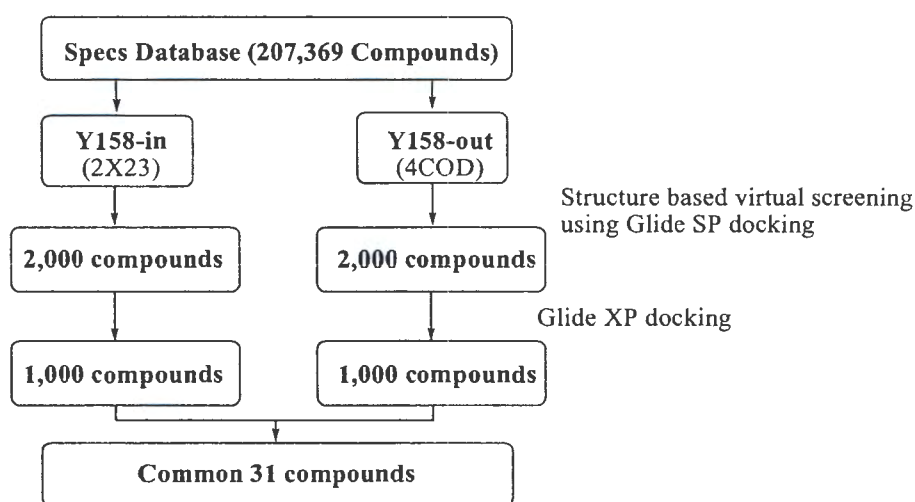 Specs Database (207,369 Compounds)
Y158-in
(2X23)
Y158-out
(4COD)
Structure based virtual screening
using Glide SP docking
2,000 compounds
2,000 compounds
Glide XP docking
1,000 compounds
1,000 compounds
Common 31 compounds